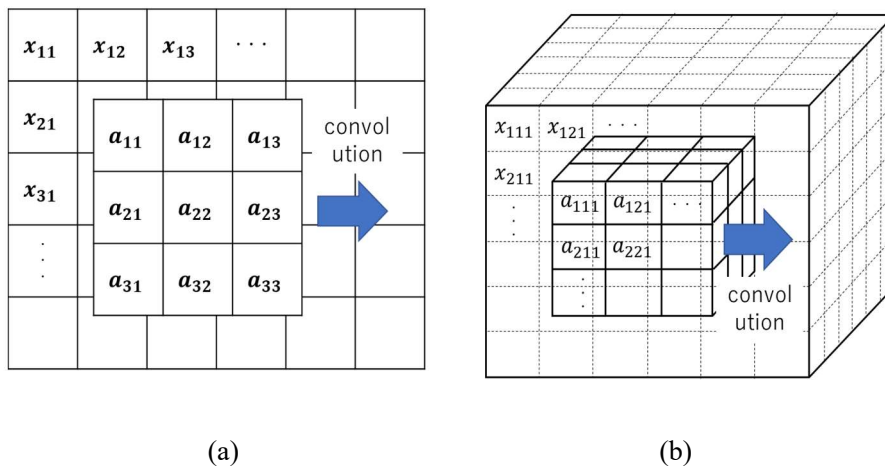 x₁₁ x₁₂ x₁₃ · · ·
x₂₁
x₃₁
·
·
·
a₁₁ a₁₂ a₁₃
a₂₁ a₂₂ a₂₃
a₃₁ a₃₂ a₃₃
convol
ution
(a)
x₁₁₁ x₁₂₁ · · ·
x₂₁₁
·
·
·
a₁₁₁ a₁₂₁ · · ·
a₂₁₁ a₂₂₁
·
·
·
convol
ution
(b)